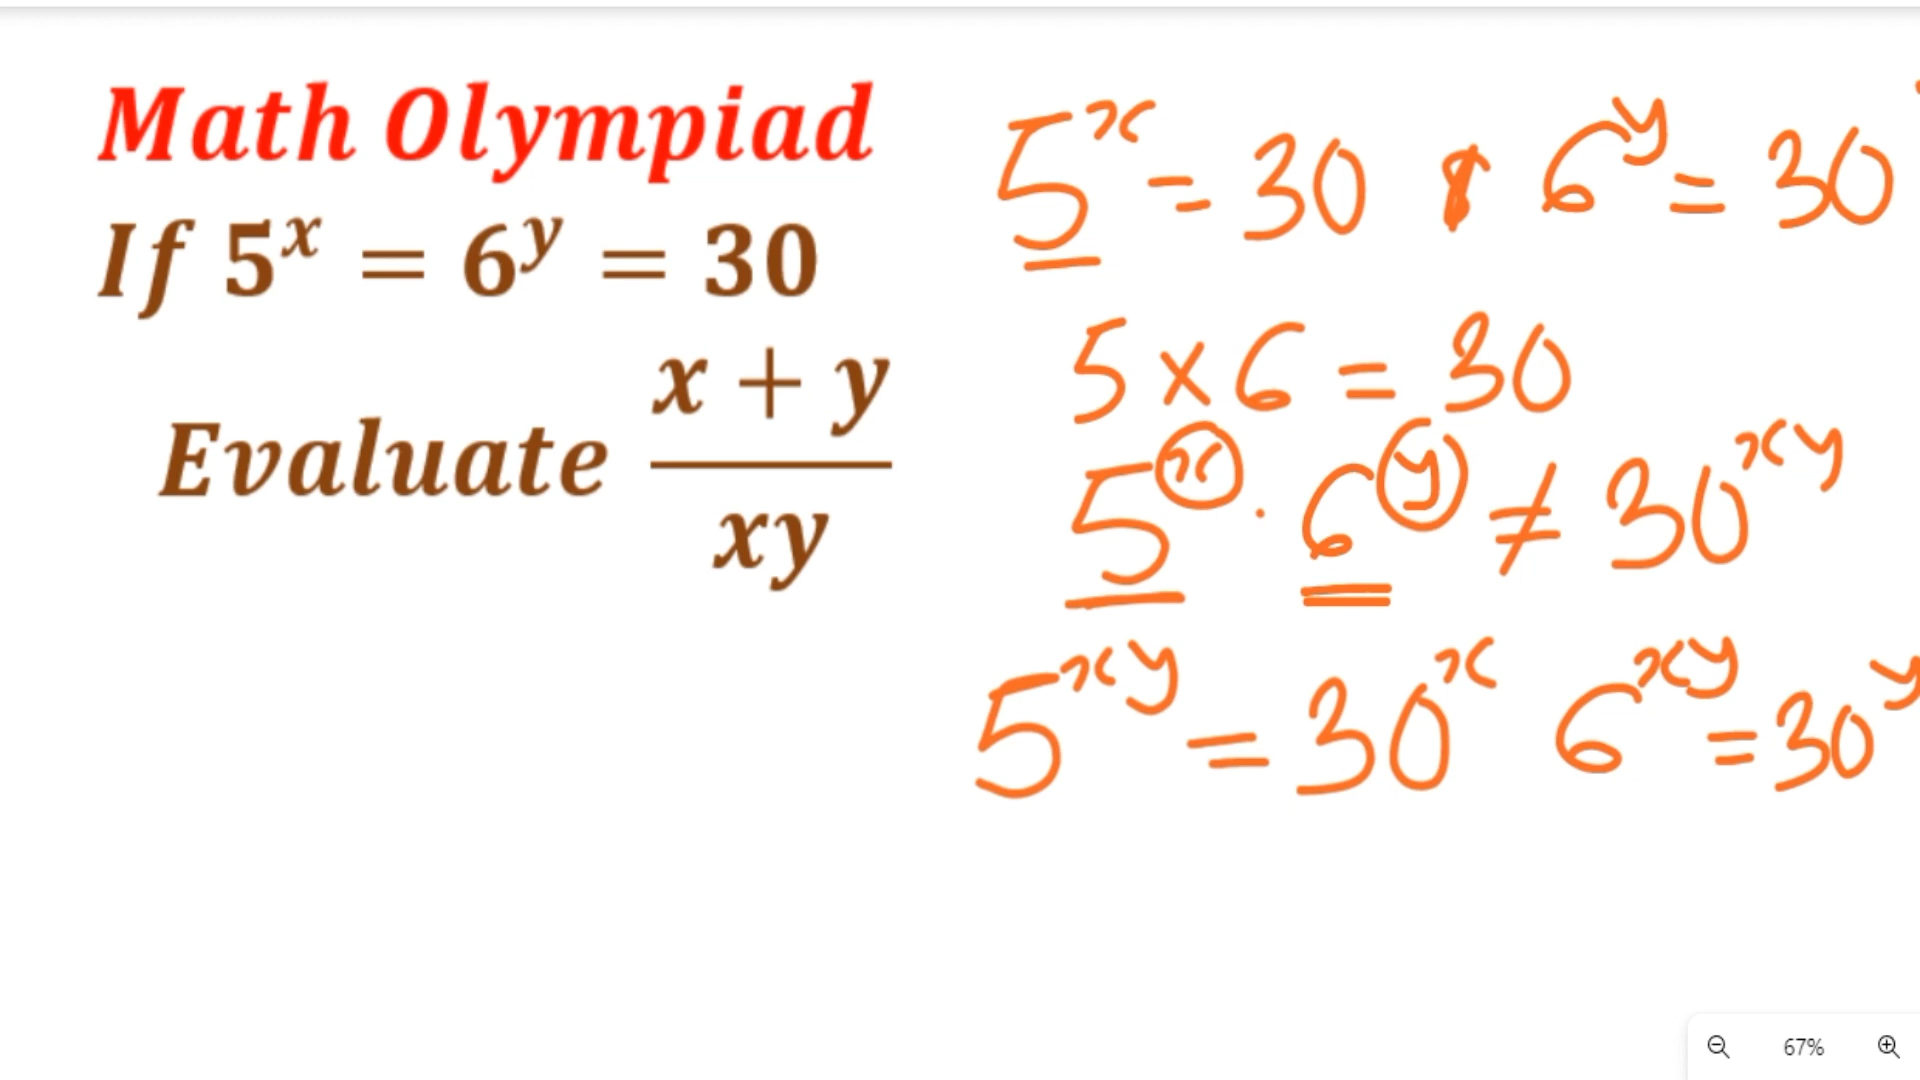 Math Olympiad
If 5^x = 6^y = 30
Evaluate (x + y)/(xy)
5^x = 30 & 6^y = 30
5 × 6 = 30
5^x · 6^y ≠ 30^xy
5^xy = 30^x 6^xy = 30^y
67%